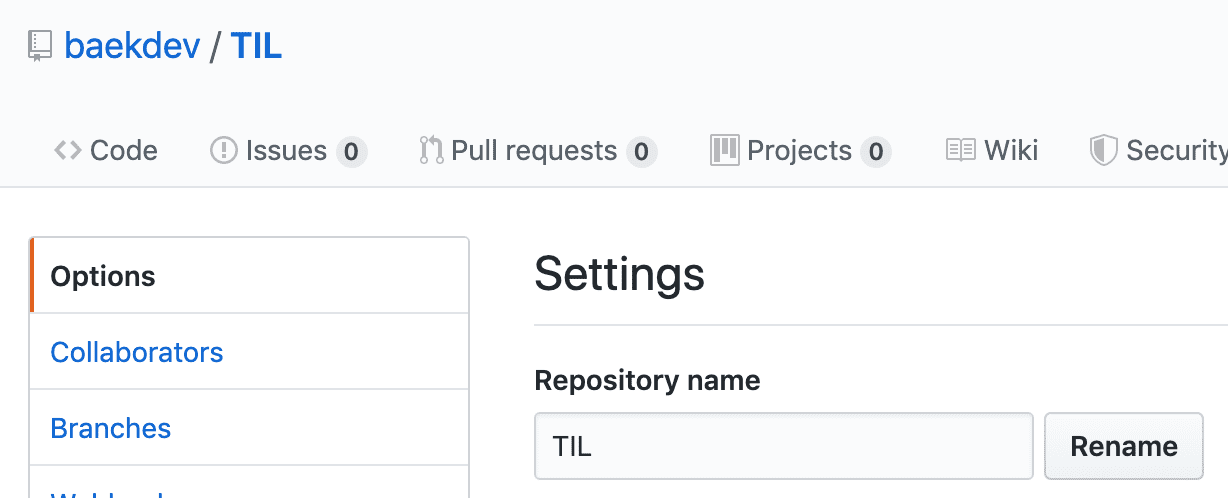 baekdev / TIL
Code Issues 0 Pull requests 0 Projects 0 Wiki Security
Options
Settings
Collaborators
Repository name
Branches
TIL Rename